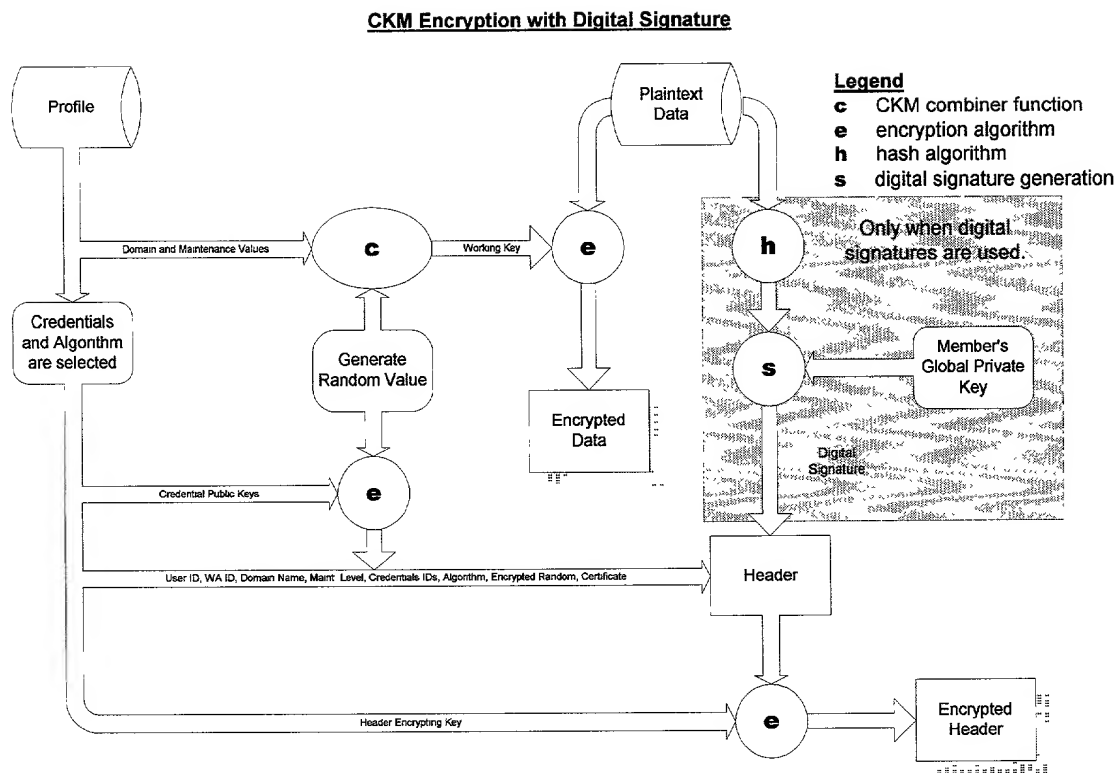 CKM Encryption with Digital Signature
Profile
Plaintext
Data
Legend
c CKM combiner function
e encryption algorithm
h hash algorithm
s digital signature generation
Domain and Maintenance Values
c
Working Key
e
h
Only when digital
signatures are used.
Credentials
and Algorithm
are selected
Generate
Random Value
s
Member's
Global Private
Key
Encrypted
Data
Digital
Signature
Credential Public Keys
e
User ID, WA ID, Domain Name, Maint Level, Credentials IDs, Algorithm, Encrypted Random, Certificate
Header
Header Encrypting Key
e
Encrypted
Header